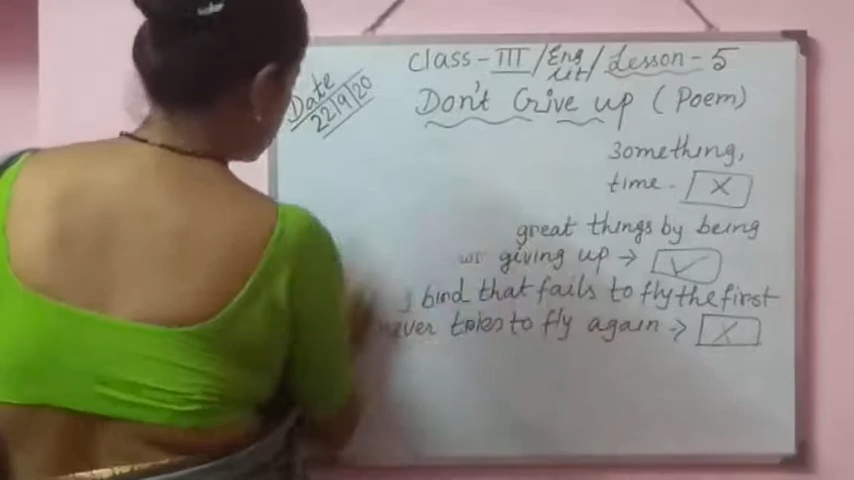 Date
22/9/20
Class - III / Eng Lit / Lesson - 5
Don't Give up (Poem)
something,
time - X
great things by being
giving up → ✓
bird that fails to fly the first
never tries to fly again → X